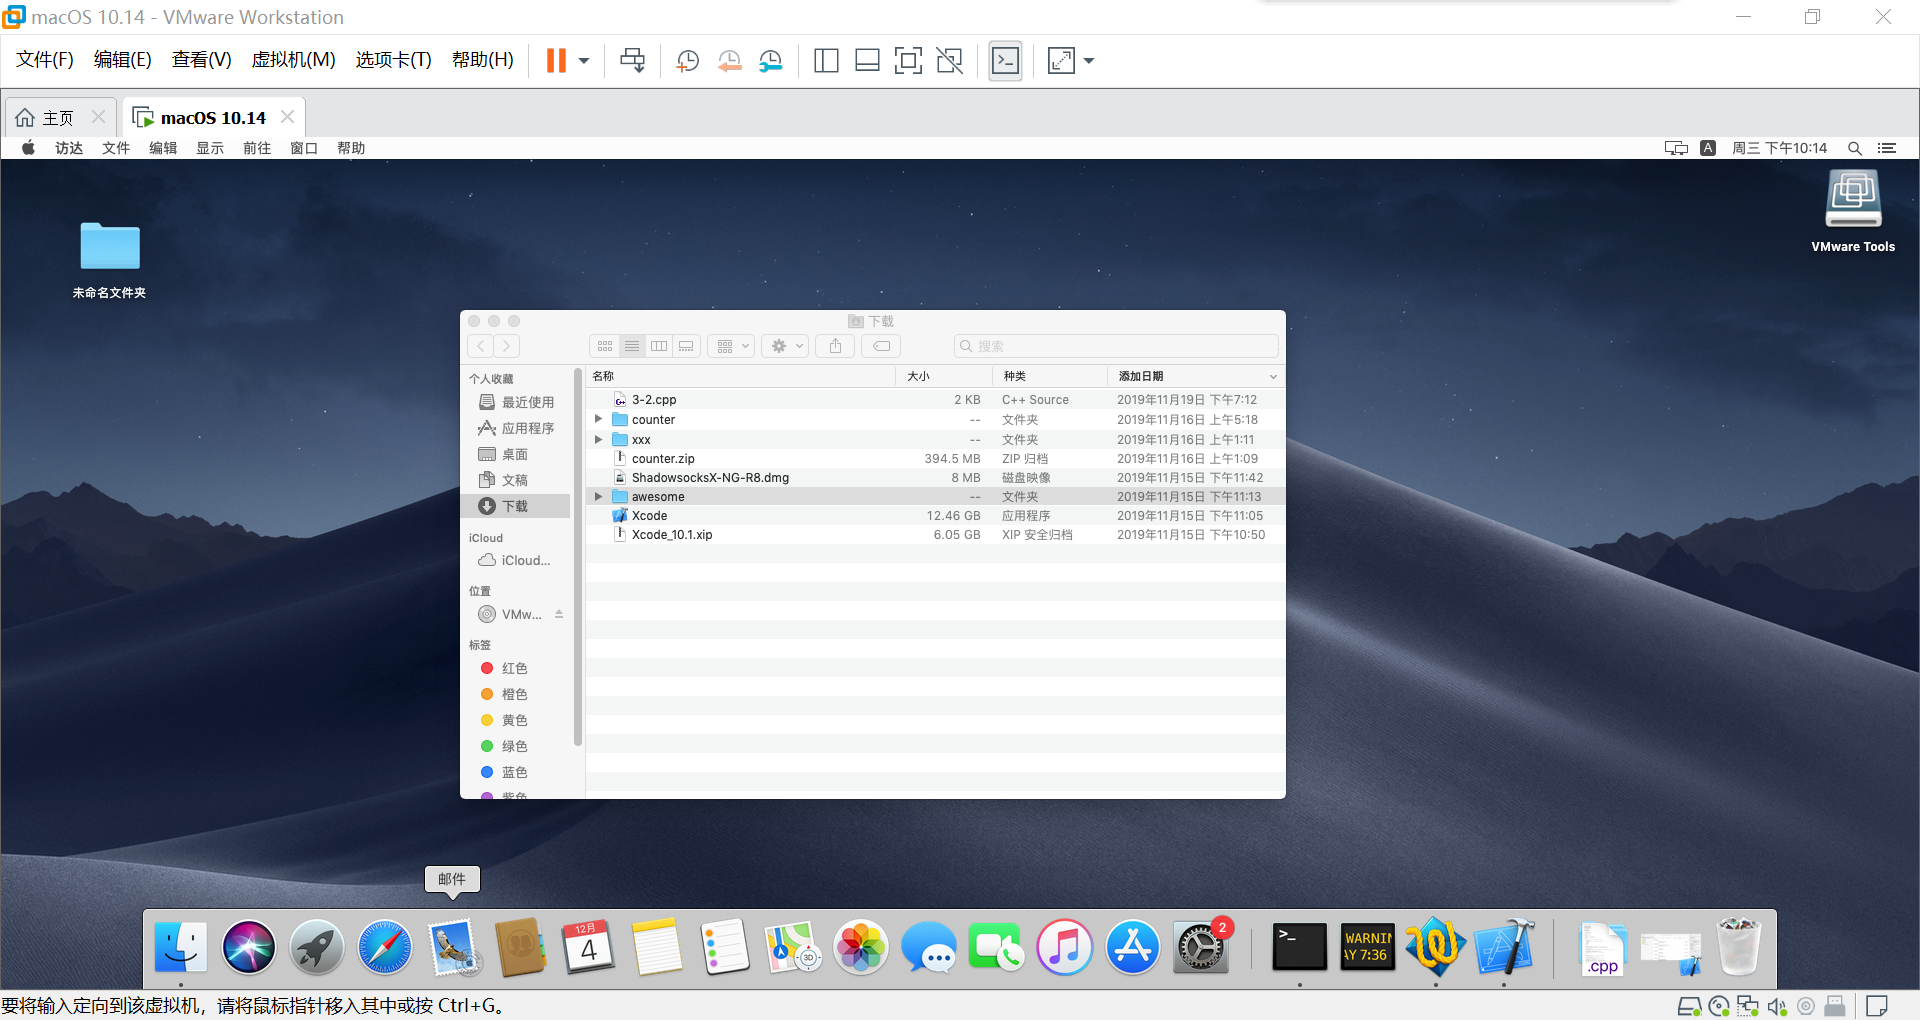 macOS 10.14 - VMware Workstation
文件(F) 编辑(E) 查看(V) 虚拟机(M) 选项卡(T) 帮助(H)
主页 macOS 10.14
访达 文件 编辑 显示 前往 窗口 帮助 A 周三 下午10:14
VMware Tools
未命名文件夹
下载
搜索
个人收藏
最近使用
应用程序
桌面
文稿
下载
iCloud
iCloud...
位置
VMw...
标签
红色
橙色
黄色
绿色
蓝色
紫色
名称 大小 种类 添加日期
3-2.cpp 2 KB C++ Source 2019年11月19日 下午7:12
counter -- 文件夹 2019年11月16日 上午5:18
xxx -- 文件夹 2019年11月16日 上午1:11
counter.zip 394.5 MB ZIP 归档 2019年11月16日 上午1:09
ShadowsocksX-NG-R8.dmg 8 MB 磁盘映像 2019年11月15日 下午11:42
awesome -- 文件夹 2019年11月15日 下午11:13
Xcode 12.46 GB 应用程序 2019年11月15日 下午11:05
Xcode_10.1.xip 6.05 GB XIP 安全归档 2019年11月15日 下午10:50
邮件
12月
4
3D
2
>_
WARNIN
AY 7:36
.cpp
要将输入定向到该虚拟机，请将鼠标指针移入其中或按 Ctrl+G。